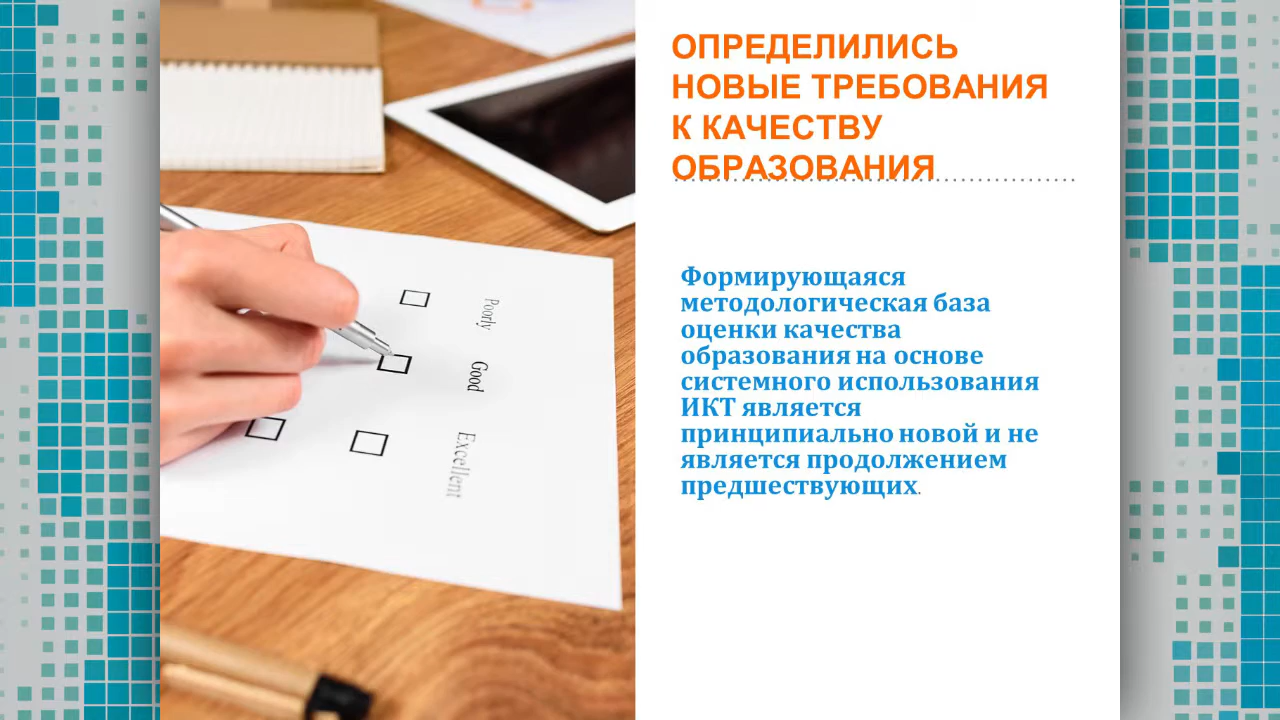 ОПРЕДЕЛИЛИСЬ
НОВЫЕ ТРЕБОВАНИЯ
К КАЧЕСТВУ
ОБРАЗОВАНИЯ
Формирующаяся
методологическая база
оценки качества
образования на основе
системного использования
ИКТ является
принципиально новой и не
является продолжением
предшествующих.
Poorly
Good
Excellent